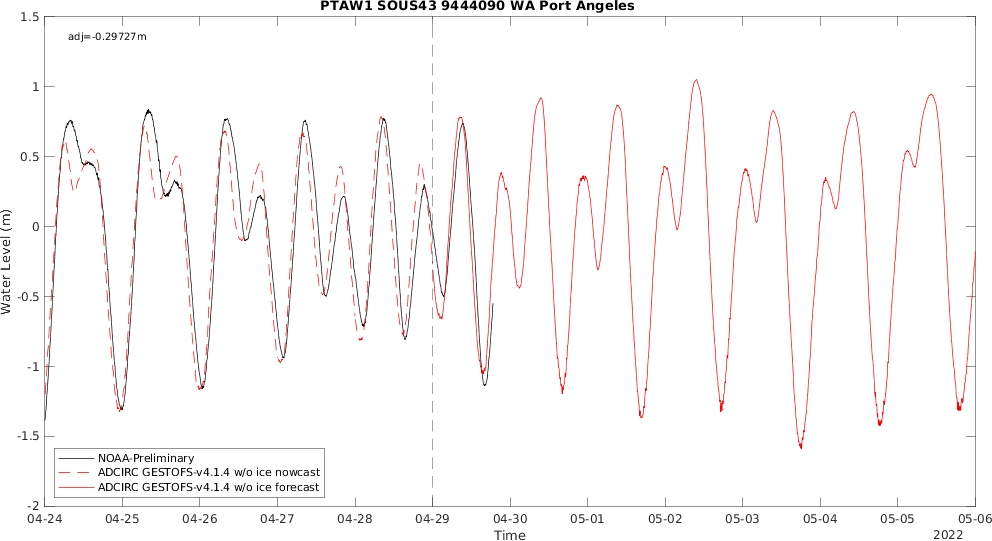 PTAW1 SOUS43 9444090 WA Port Angeles
adj=-0.29727m
1.5
1
0.5
0
-0.5
-1
-1.5
-2
Water Level (m)
NOAA-Preliminary
ADCIRC GESTOFS-v4.1.4 w/o ice nowcast
ADCIRC GESTOFS-v4.1.4 w/o ice forecast
04-24 04-25 04-26 04-27 04-28 04-29 04-30 05-01 05-02 05-03 05-04 05-05 05-06
Time
2022